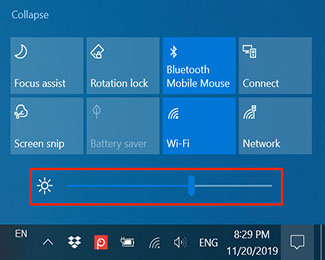 Collapse
Focus assist
Rotation lock
Bluetooth
Mobile Mouse
Connect
Screen snip
Battery saver
Wi-Fi
Network
EN
ENG
8:29 PM
11/20/2019